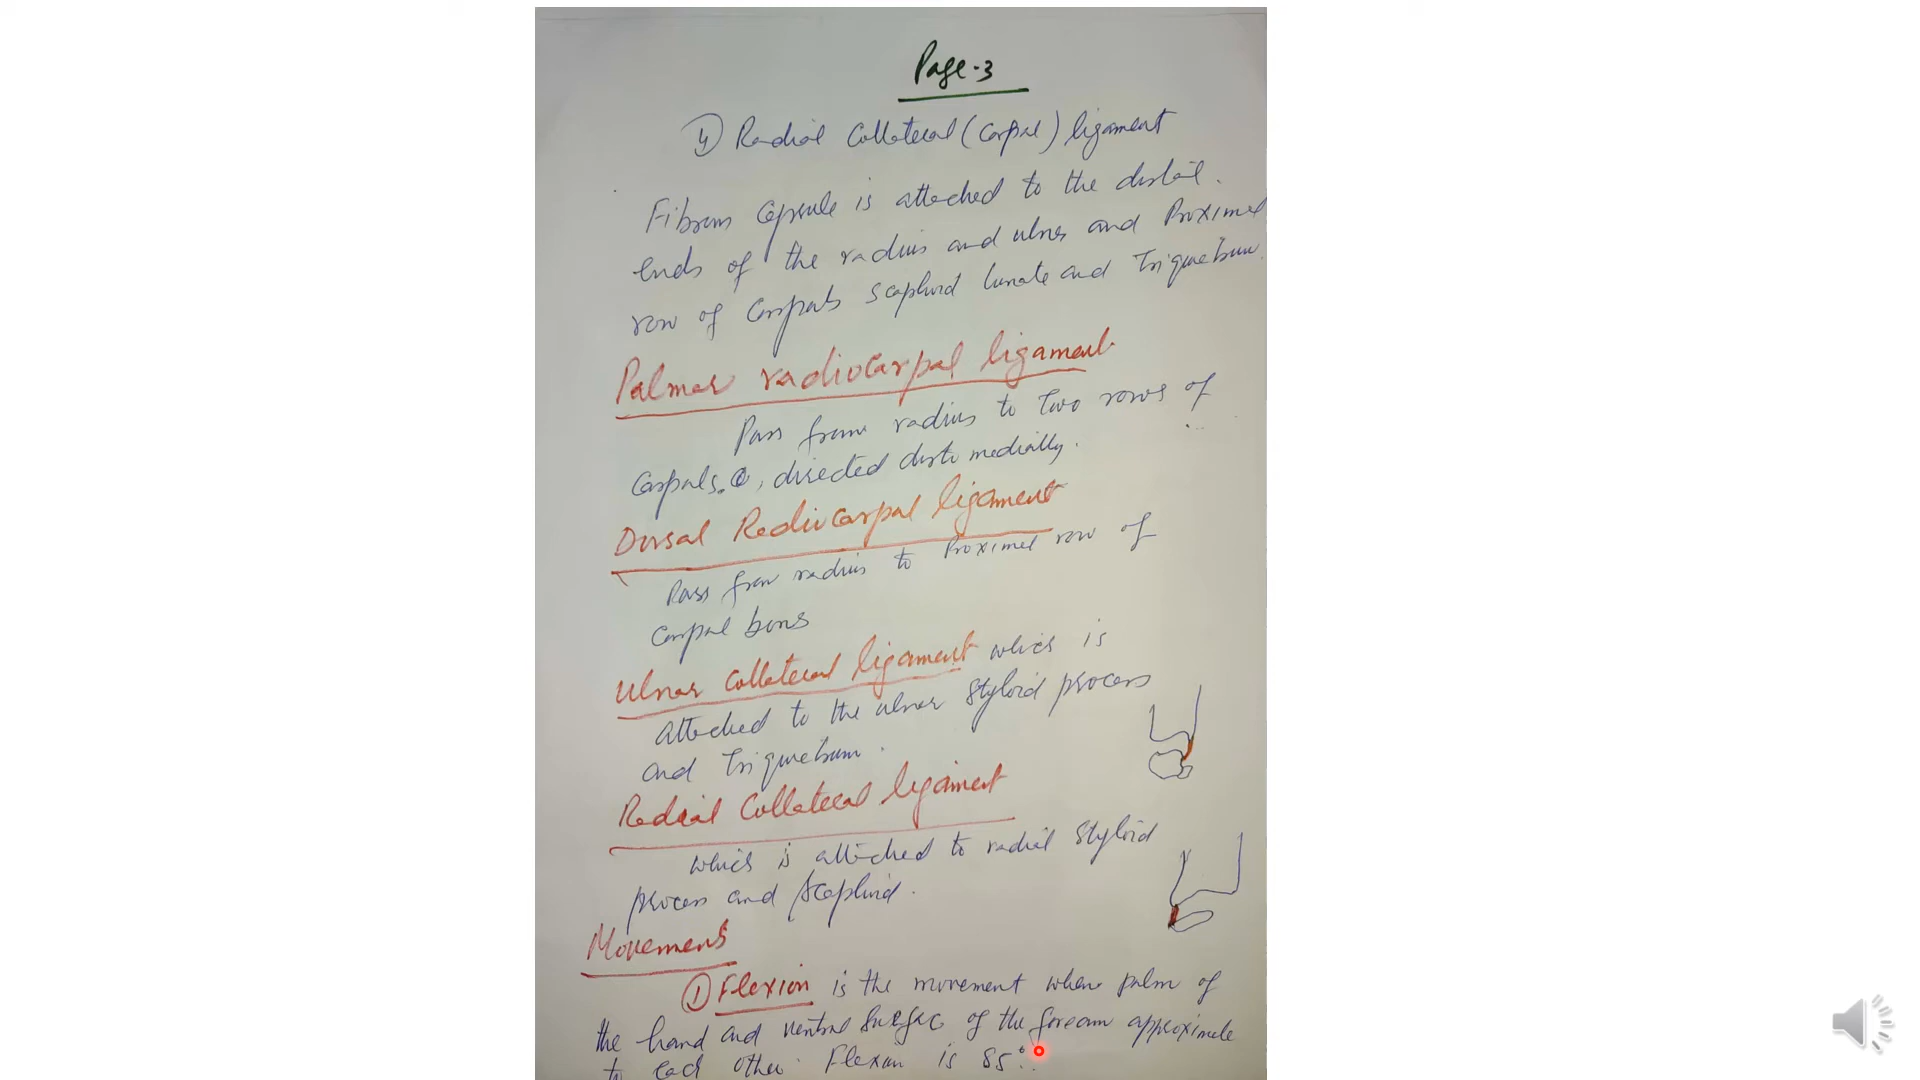 Page-3
4) Radial Collateral (Carpal) ligament
Fibrous capsule is attached to the distal
ends of the radius and ulna and Proximal
row of Carpals scaphoid lunate and Triquetrum.
Palmar radiocarpal ligament
Pass from radius to Two rows of
Carpals, directed disto medially.
Dorsal Radiocarpal ligament
Pass from radius to Proximal row of
Carpal bones
Ulnar Collateral ligament which is
attached to the ulnar styloid process
and Triquetrum.
Radial Collateral ligament
which is attached to radial styloid
process and scaphoid.
Movements
1) Flexion is the movement when palm of
the hand and ventral surface of the forearm approximate
to each other. Flexion is 85°.